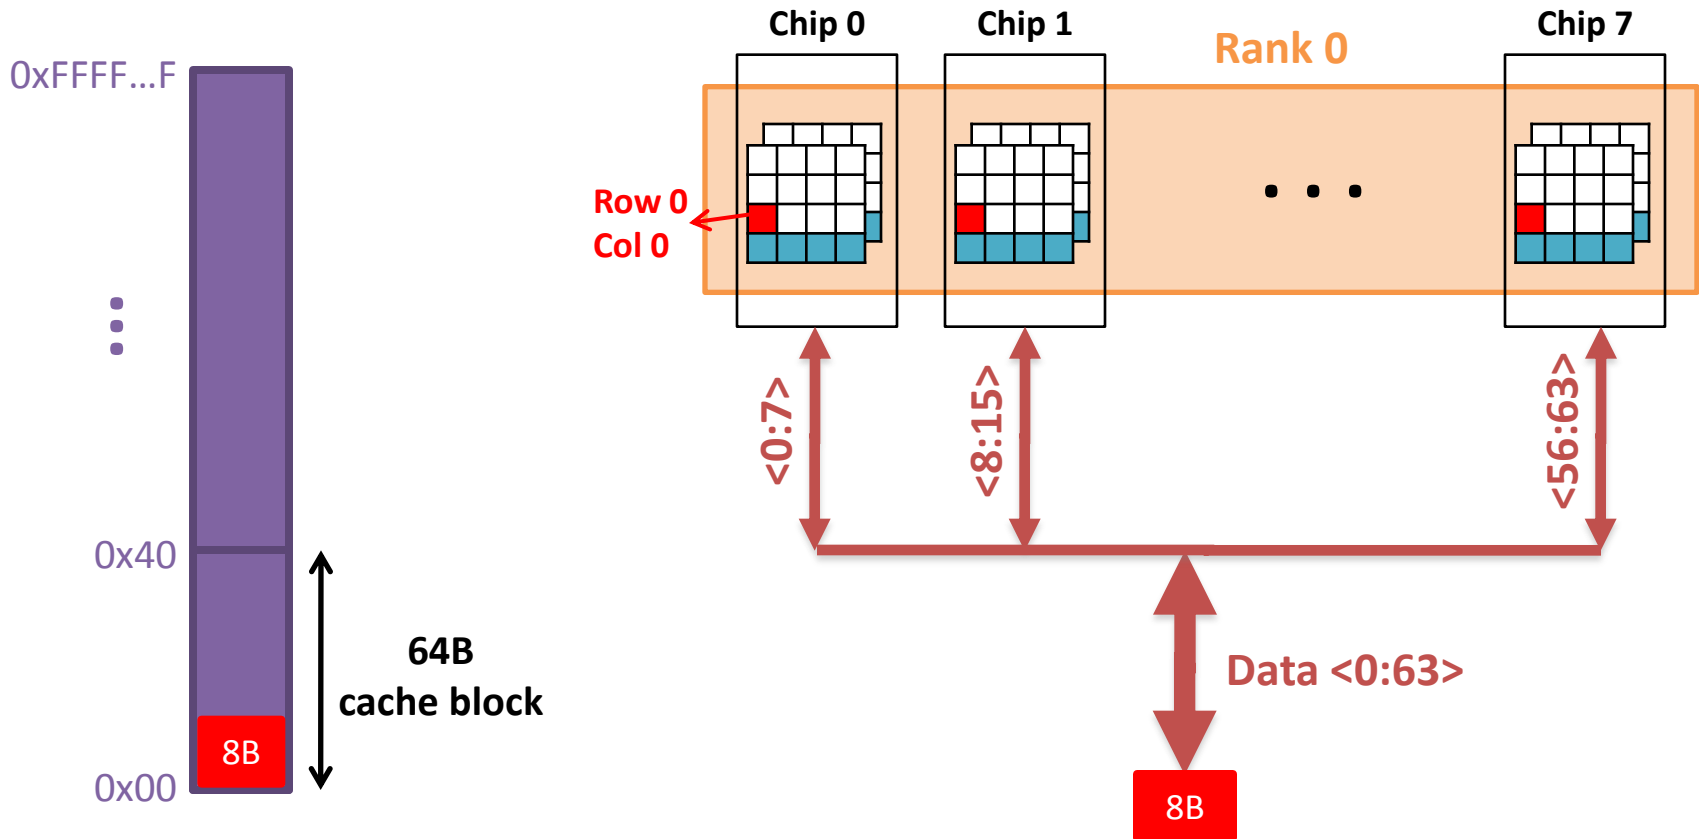 Chip 0
Chip 1
Chip 7
Rank 0
0xFFFF...F
Row 0
Col 0
<0:7>
<8:15>
<56:63>
0x40
64B
cache block
Data <0:63>
8B
0x00
8B